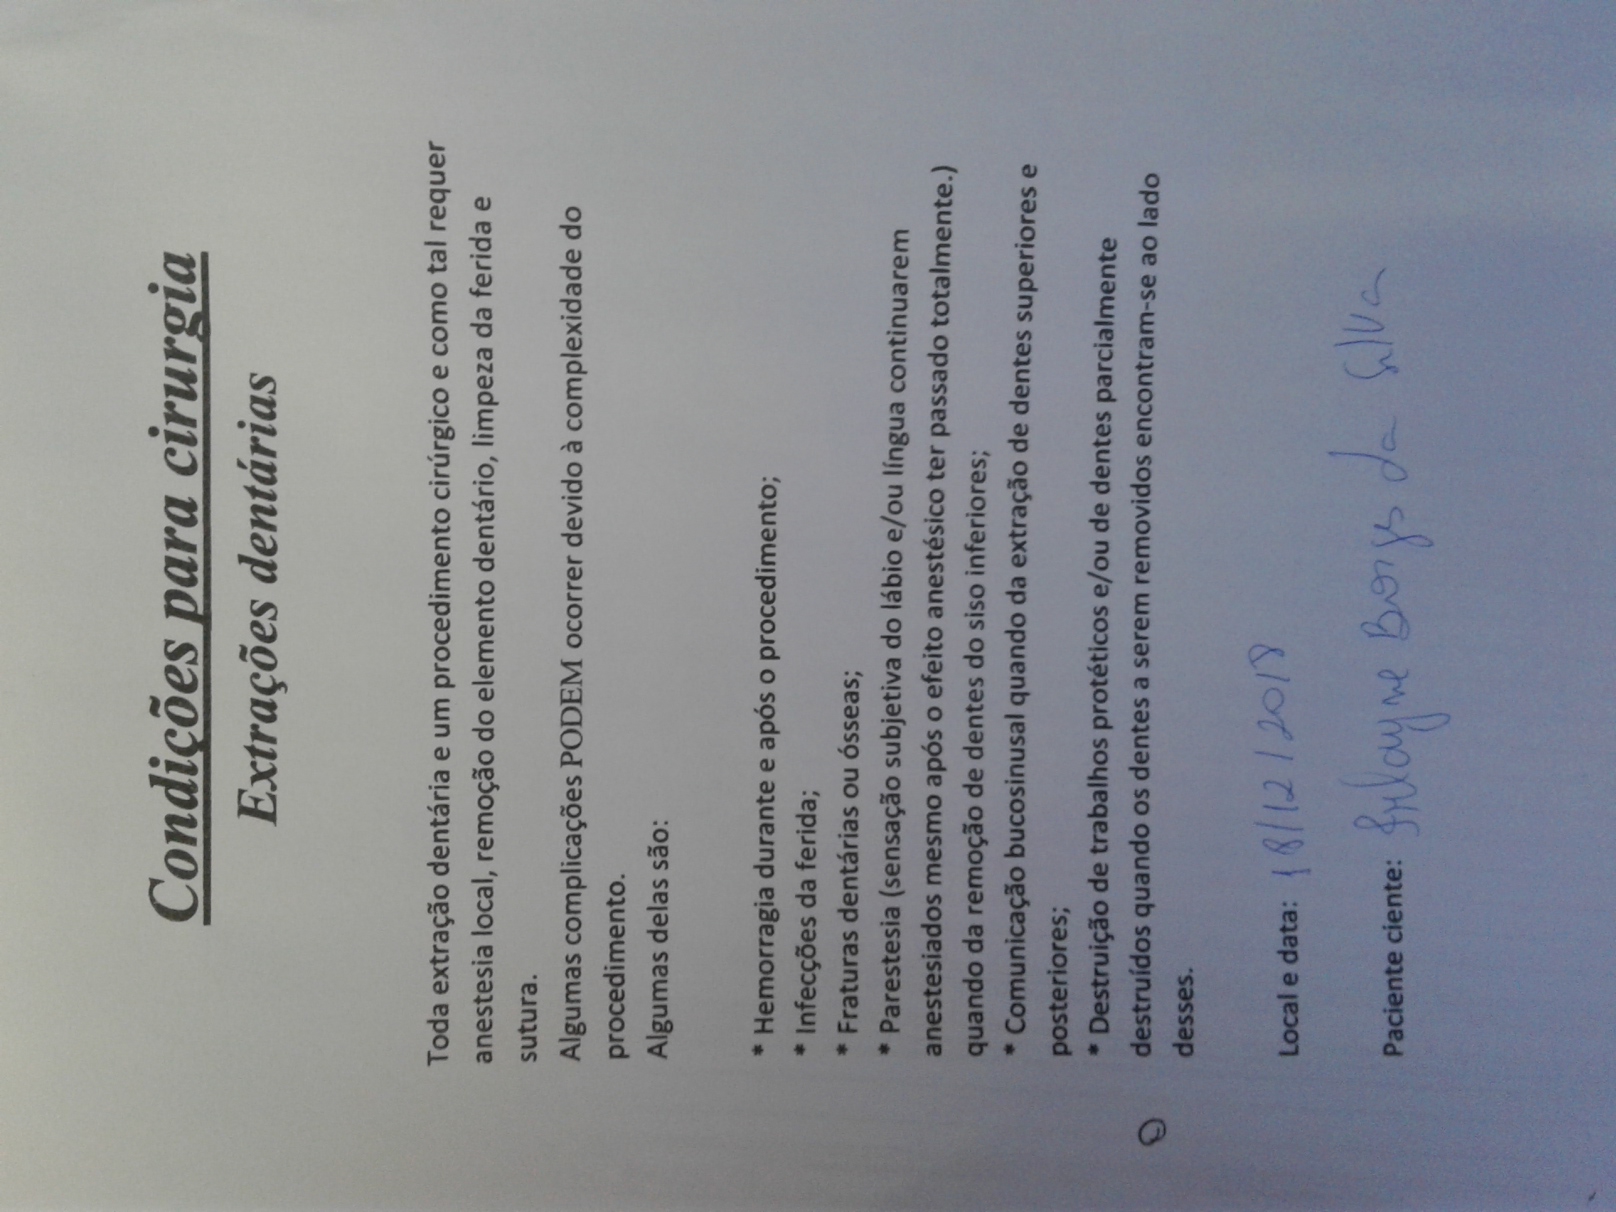 Condições para cirurgia
Extrações dentárias
Toda extração dentária e um procedimento cirúrgico e como tal requer
anestesia local, remoção do elemento dentário, limpeza da ferida e
sutura.
Algumas complicações PODEM ocorrer devido à complexidade do
procedimento.
Algumas delas são:
* Hemorragia durante e após o procedimento;
* Infecções da ferida;
* Fraturas dentárias ou ósseas;
* Parestesia (sensação subjetiva do lábio e/ou língua continuarem
anestesiados mesmo após o efeito anestésico ter passado totalmente.)
quando da remoção de dentes do siso inferiores;
* Comunicação bucosinusal quando da extração de dentes superiores e
posteriores;
* Destruição de trabalhos protéticos e/ou de dentes parcialmente
destruídos quando os dentes a serem removidos encontram-se ao lado
desses.
Local e data: 18/12/2018
Paciente ciente: Borges da Silva